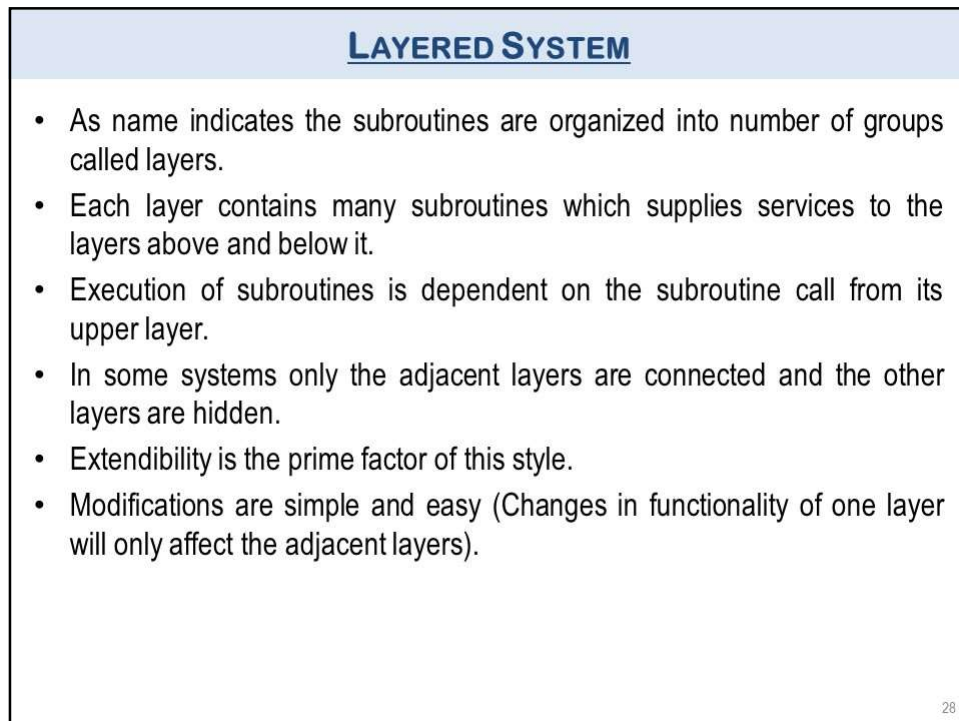 LAYERED SYSTEM
• As name indicates the subroutines are organized into number of groups
called layers.
• Each layer contains many subroutines which supplies services to the
layers above and below it.
• Execution of subroutines is dependent on the subroutine call from its
upper layer.
• In some systems only the adjacent layers are connected and the other
layers are hidden.
• Extendibility is the prime factor of this style.
• Modifications are simple and easy (Changes in functionality of one layer
will only affect the adjacent layers).
28